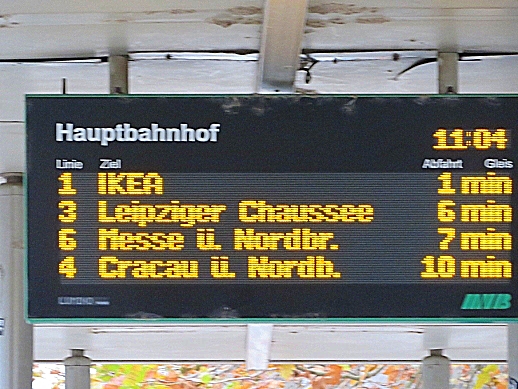 Hauptbahnhof
11:04
Linie Ziel Abfahrt Gleis
1 IKEA 1 min
3 Leipziger Chaussee 6 min
6 Messe ü. Nordbr. 7 min
4 Cracau ü. Nordb. 10 min
MVB